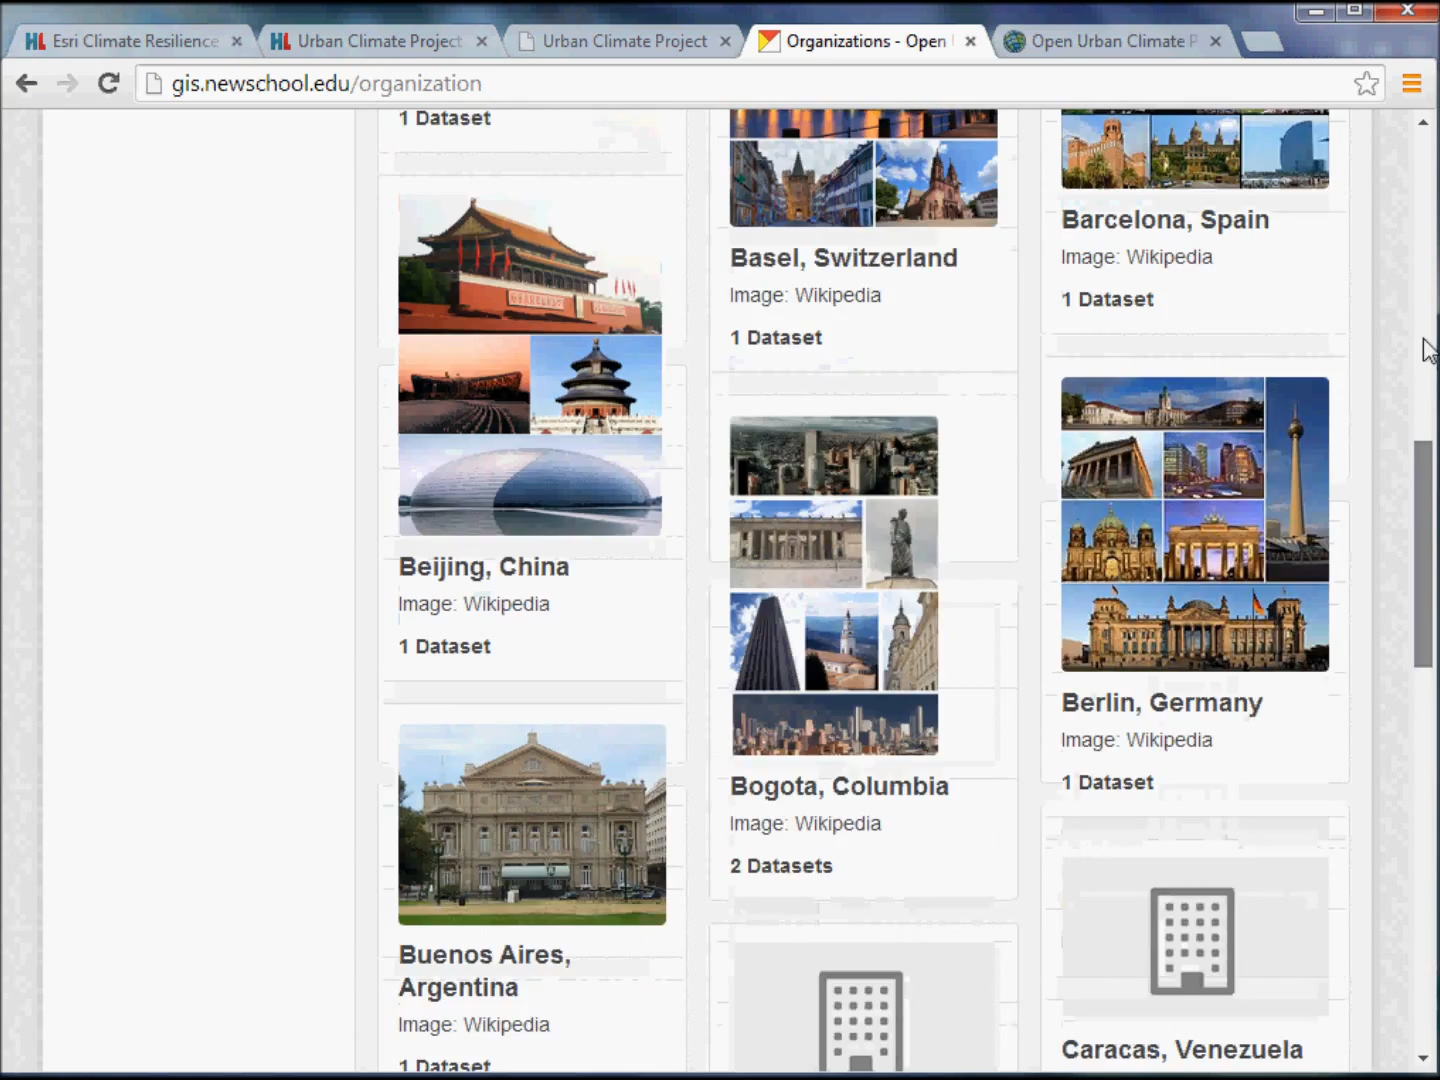 Esri Climate Resilience
Urban Climate Project
Urban Climate Project
Organizations - Open
Open Urban Climate P
gis.newschool.edu/organization
1 Dataset
Basel, Switzerland
Image: Wikipedia
1 Dataset
Barcelona, Spain
Image: Wikipedia
1 Dataset
Beijing, China
Image: Wikipedia
1 Dataset
Bogota, Columbia
Image: Wikipedia
2 Datasets
Berlin, Germany
Image: Wikipedia
1 Dataset
Buenos Aires,
Argentina
Image: Wikipedia
1 Dataset
Caracas, Venezuela